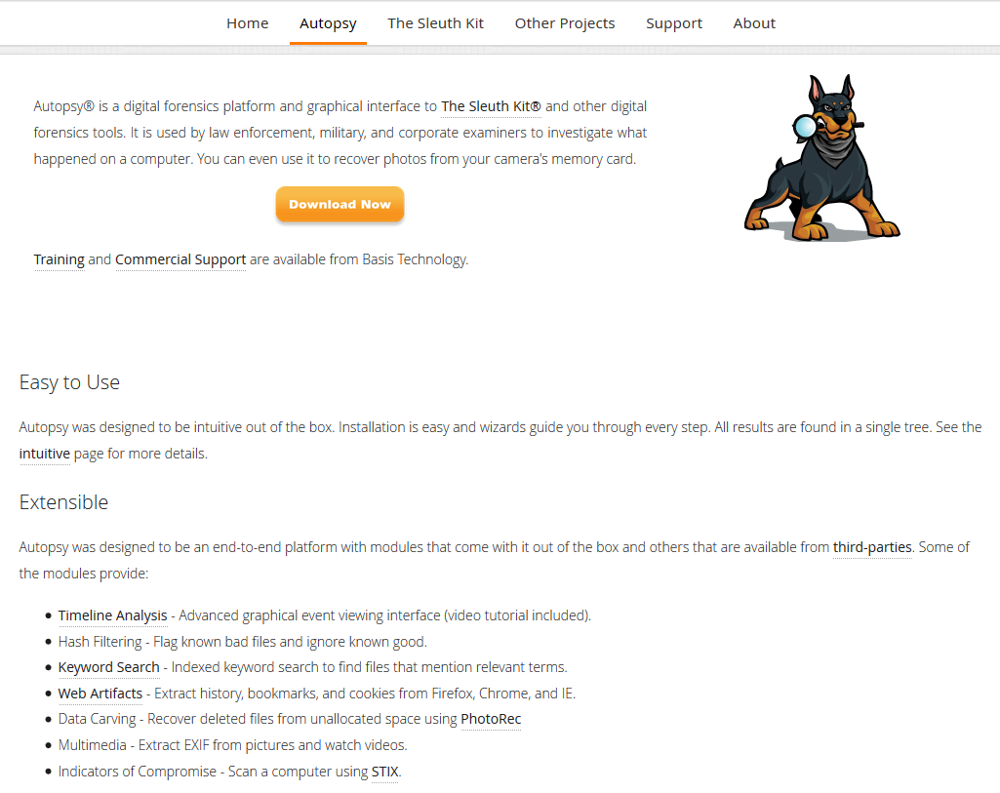 Home Autopsy The Sleuth Kit Other Projects Support About
Autopsy® is a digital forensics platform and graphical interface to The Sleuth Kit® and other digital
forensics tools. It is used by law enforcement, military, and corporate examiners to investigate what
happened on a computer. You can even use it to recover photos from your camera's memory card.
Download Now
Training and Commercial Support are available from Basis Technology.
Easy to Use
Autopsy was designed to be intuitive out of the box. Installation is easy and wizards guide you through every step. All results are found in a single tree. See the
intuitive page for more details.
Extensible
Autopsy was designed to be an end-to-end platform with modules that come with it out of the box and others that are available from third-parties. Some of
the modules provide:
• Timeline Analysis - Advanced graphical event viewing interface (video tutorial included).
• Hash Filtering - Flag known bad files and ignore known good.
• Keyword Search - Indexed keyword search to find files that mention relevant terms.
• Web Artifacts - Extract history, bookmarks, and cookies from Firefox, Chrome, and IE.
• Data Carving - Recover deleted files from unallocated space using PhotoRec
• Multimedia - Extract EXIF from pictures and watch videos.
• Indicators of Compromise - Scan a computer using STIX.